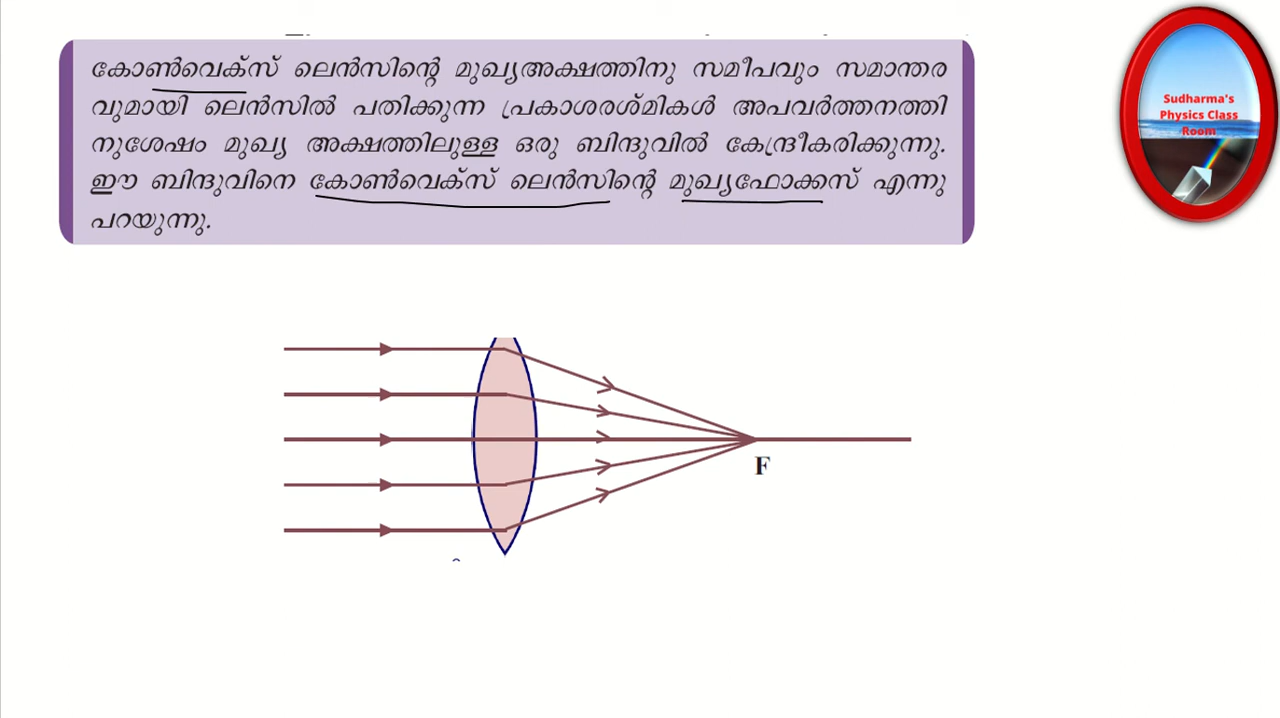 കോൺവെക്സ് ലെൻസിന്റെ മുഖ്യഅക്ഷത്തിനു സമീപവും സമാന്തര
വുമായി ലെൻസിൽ പതിക്കുന്ന പ്രകാശരശ്മികൾ അപവർത്തനത്തി
നുശേഷം മുഖ്യ അക്ഷത്തിലുള്ള ഒരു ബിന്ദുവിൽ കേന്ദ്രീകരിക്കുന്നു.
ഈ ബിന്ദുവിനെ കോൺവെക്സ് ലെൻസിന്റെ മുഖ്യഫോക്കസ് എന്നു
പറയുന്നു.
Sudharma's
Physics Class
Room
F